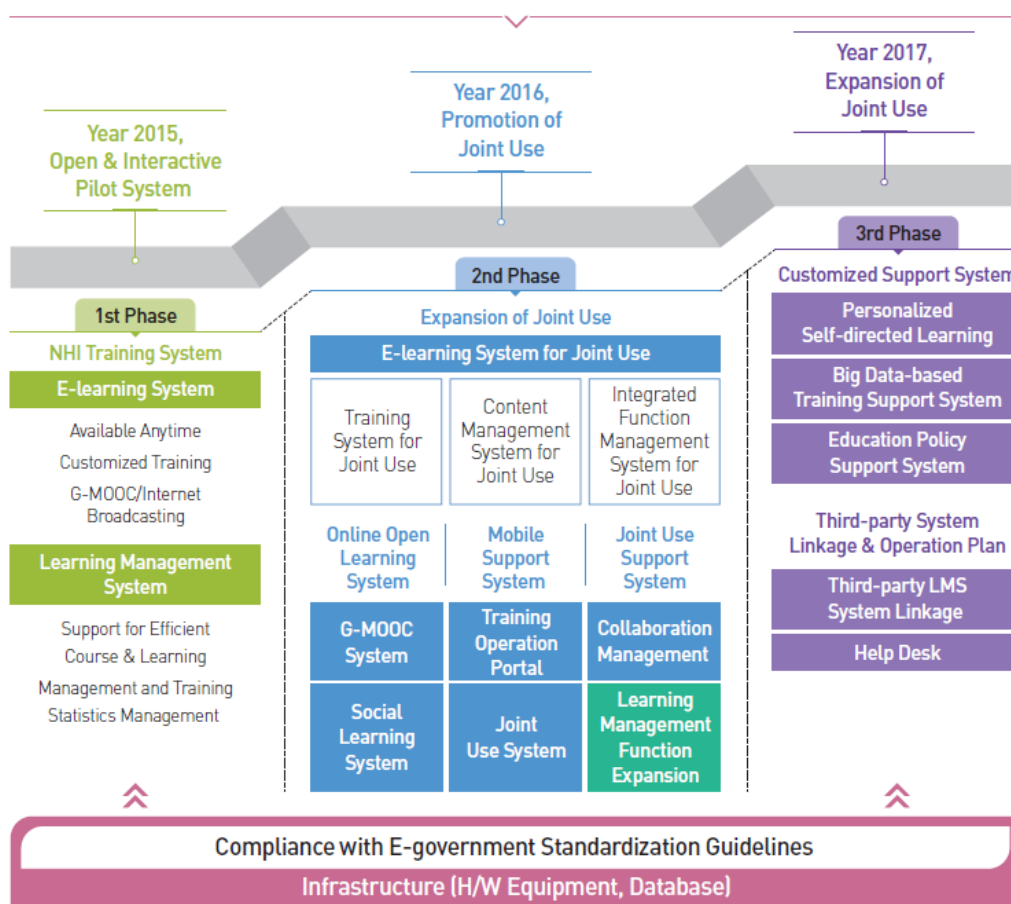 Year 2015,
Open & Interactive
Pilot System
Year 2016,
Promotion of
Joint Use
Year 2017,
Expansion of
Joint Use
1st Phase
NHI Training System
E-learning System
Available Anytime
Customized Training
G-MOOC/Internet
Broadcasting
Learning Management
System
Support for Efficient
Course & Learning
Management and Training
Statistics Management
2nd Phase
Expansion of Joint Use
E-learning System for Joint Use
Training
System for
Joint Use
Content
Management
System for
Joint Use
Integrated
Function
Management
System for
Joint Use
Online Open
Learning
System
Mobile
Support
System
Joint Use
Support
System
G-MOOC
System
Training
Operation
Portal
Collaboration
Management
Social
Learning
System
Joint
Use System
Learning
Management
Function
Expansion
3rd Phase
Customized Support System
Personalized
Self-directed Learning
Big Data-based
Training Support System
Education Policy
Support System
Third-party System
Linkage & Operation Plan
Third-party LMS
System Linkage
Help Desk
Compliance with E-government Standardization Guidelines
Infrastructure (H/W Equipment, Database)